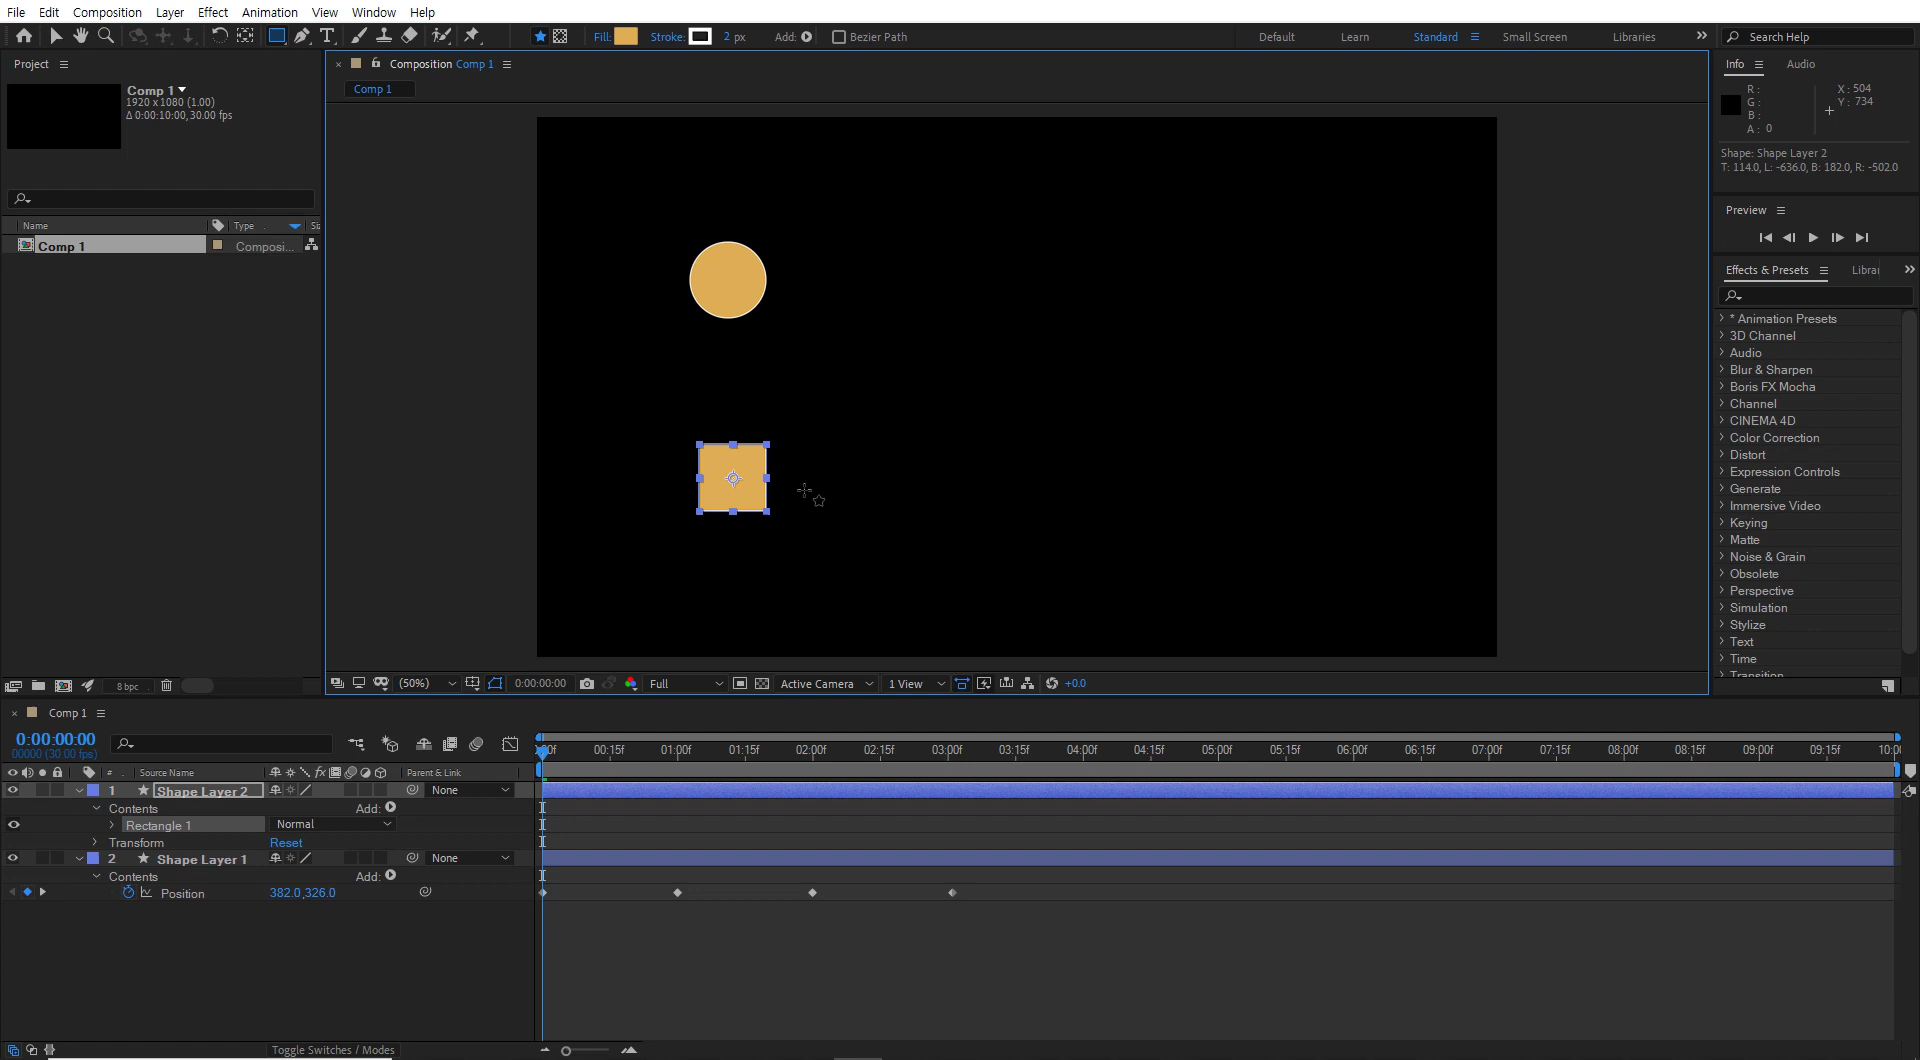 File Edit Composition Layer Effect Animation View Window Help
Fill: Stroke: 2 px Add: Bezier Path Default Learn Standard Small Screen Libraries Search Help
Project
Composition Comp 1
Info Audio
Comp 1
1920 x 1080 (1.00)
Δ 0:00:10:00, 30.00 fps
Comp 1
R :
G :
B :
A : 0
X : 504
Y : 734
Shape: Shape Layer 2
T: 114.0, L: -636.0, B: 182.0, R: -502.0
Preview
Name Type
Comp 1 Composi...
Effects & Presets
* Animation Presets
3D Channel
Audio
Blur & Sharpen
Boris FX Mocha
Channel
CINEMA 4D
Color Correction
Distort
Expression Controls
Generate
Immersive Video
Keying
Matte
Noise & Grain
Obsolete
Perspective
Simulation
Stylize
Text
Time
Transition
8 bpc
(50%) 0:00:00:00 Full Active Camera 1 View +0.0
Comp 1
0:00:00:00
00000 (30.00 fps)
00f 00:15f 01:00f 01:15f 02:00f 02:15f 03:00f 03:15f 04:00f 04:15f 05:00f 05:15f 06:00f 06:15f 07:00f 07:15f 08:00f 08:15f 09:00f 09:15f 10:00
# Source Name fx Parent & Link
1 Shape Layer 2 None
Contents Add:
Rectangle 1 Normal
Transform Reset
2 Shape Layer 1 None
Contents Add:
Position 382.0,326.0
Toggle Switches / Modes